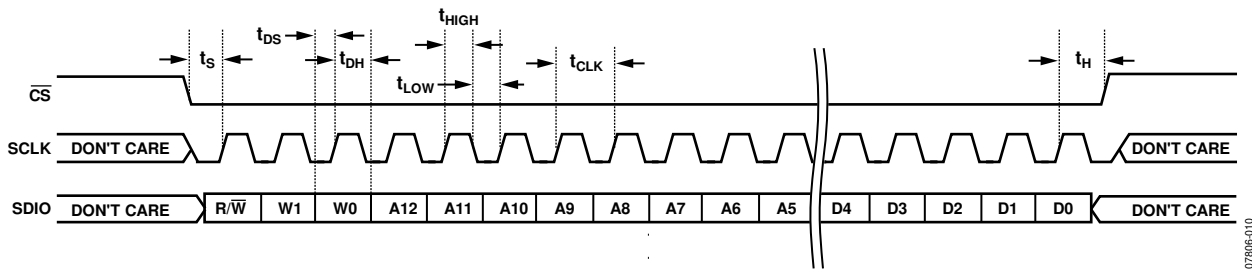 tHIGH
tDS
tS
tDH
tCLK
tH
tLOW
CS
SCLK DON'T CARE DON'T CARE
SDIO DON'T CARE R/W W1 W0 A12 A11 A10 A9 A8 A7 A6 A5 D4 D3 D2 D1 D0 DON'T CARE
07806-010